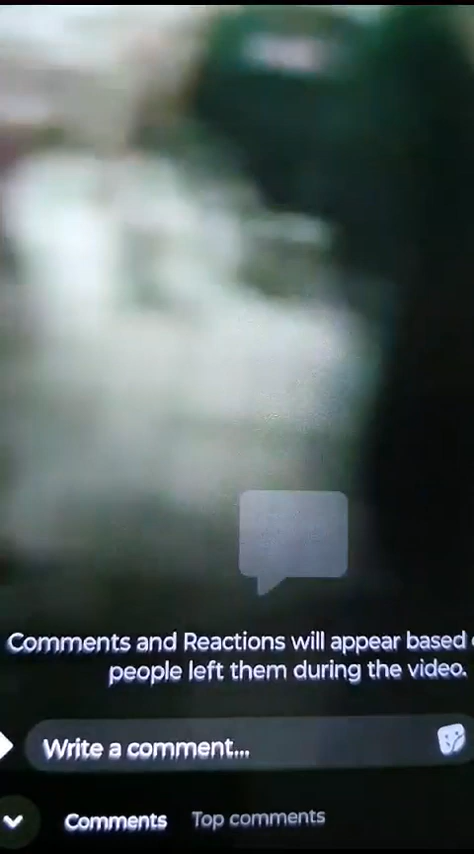 Comments and Reactions will appear based
people left them during the video.
Write a comment...
Comments
Top comments